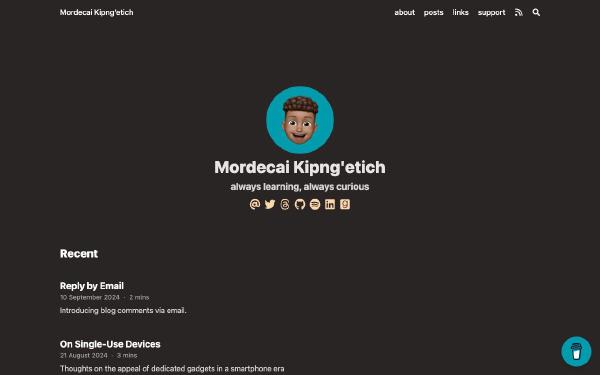 Mordecai Kipng'etich
about posts links support
Mordecai Kipng'etich
always learning, always curious
Recent
Reply by Email
10 September 2024 · 2 mins
Introducing blog comments via email.
On Single-Use Devices
21 August 2024 · 3 mins
Thoughts on the appeal of dedicated gadgets in a smartphone era